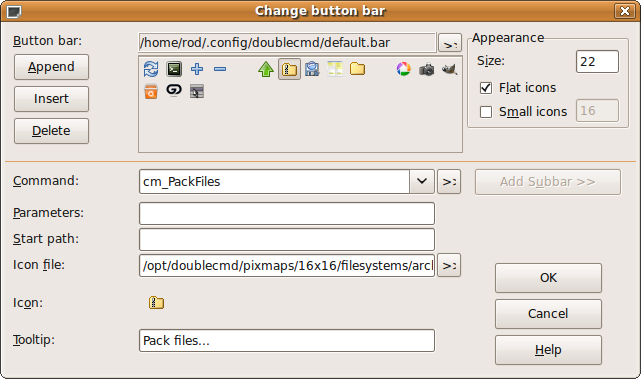 Change button bar
Button bar:
/home/rod/.config/doublecmd/default.bar
>>
Appearance
Append
Insert
Delete
Size:
22
Flat icons
Small icons
16
Command:
cm_PackFiles
>>
Add Subbar >>
Parameters:
Start path:
Icon file:
/opt/doublecmd/pixmaps/16x16/filesystems/arcl
>>
Icon:
Tooltip:
Pack files...
OK
Cancel
Help